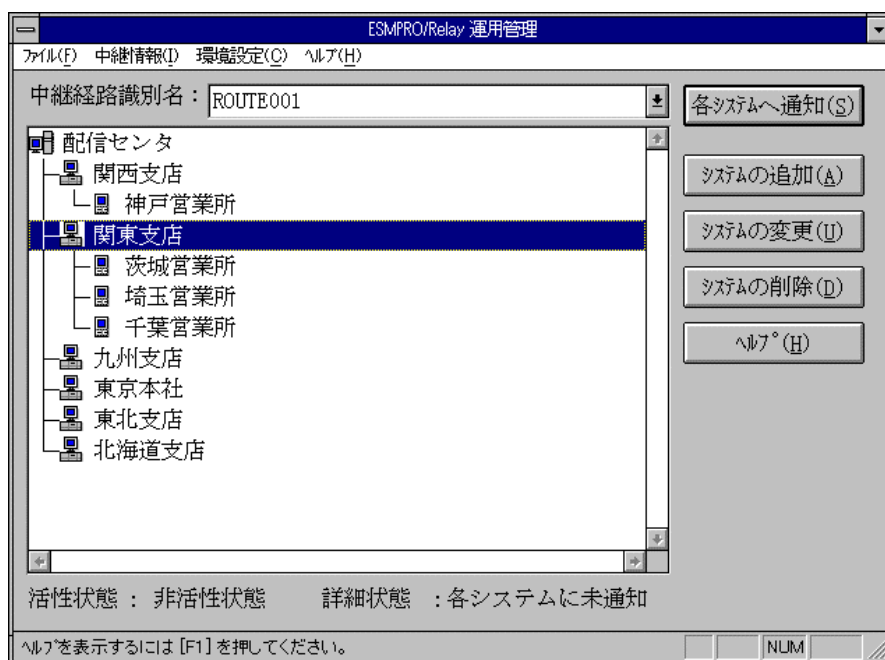 ESMPRO/Relay 運用管理
ﾌｧｲﾙ(F) 中継情報(I) 環境設定(C) ﾍﾙﾌﾟ(H)
中継経路識別名：ROUTE001
各ｼｽﾃﾑへ通知(S)
配信センタ
関西支店
ｼｽﾃﾑの追加(A)
神戸営業所
関東支店
ｼｽﾃﾑの変更(U)
茨城営業所
埼玉営業所
ｼｽﾃﾑの削除(D)
千葉営業所
ﾍﾙﾌﾟ(H)
九州支店
東京本社
東北支店
北海道支店
活性状態 ： 非活性状態 詳細状態 ：各システムに未通知
ﾍﾙﾌﾟを表示するには [F1] を押してください。 NUM